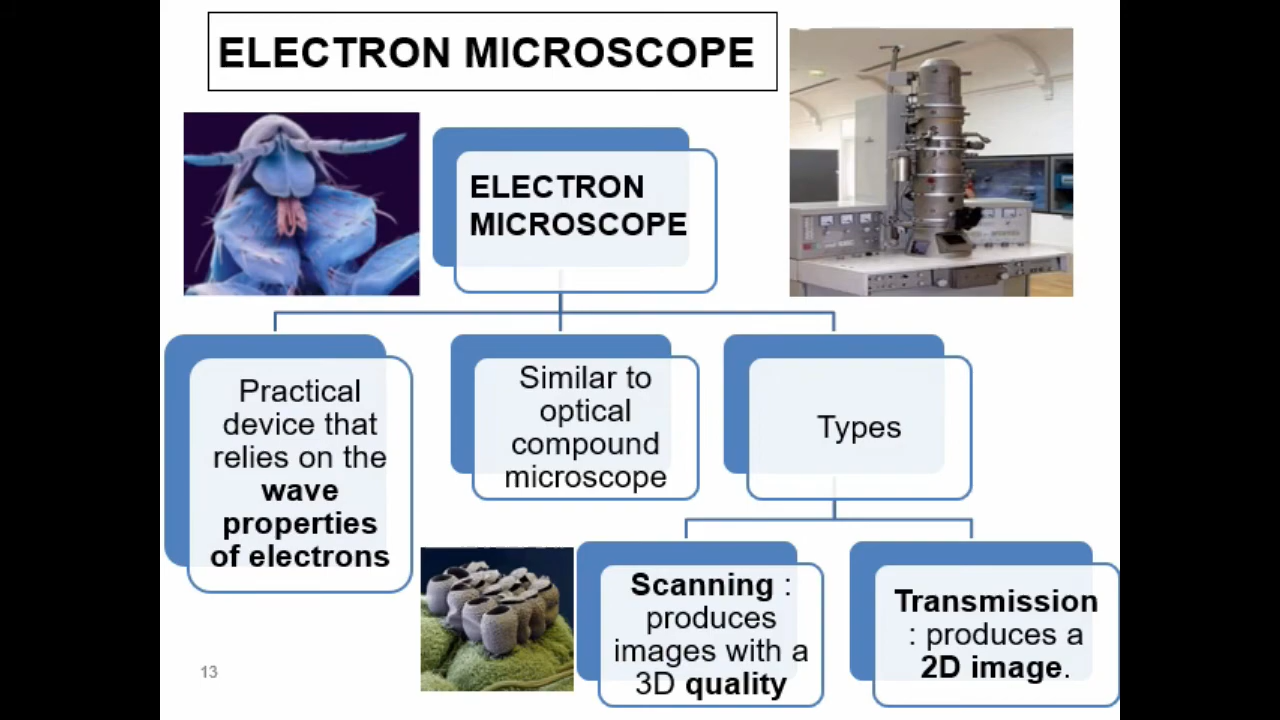 ELECTRON MICROSCOPE
ELECTRON
MICROSCOPE
Practical
device that
relies on the
wave
properties
of electrons
Similar to
optical
compound
microscope
Types
Scanning :
produces
images with a
3D quality
Transmission
: produces a
2D image.
13